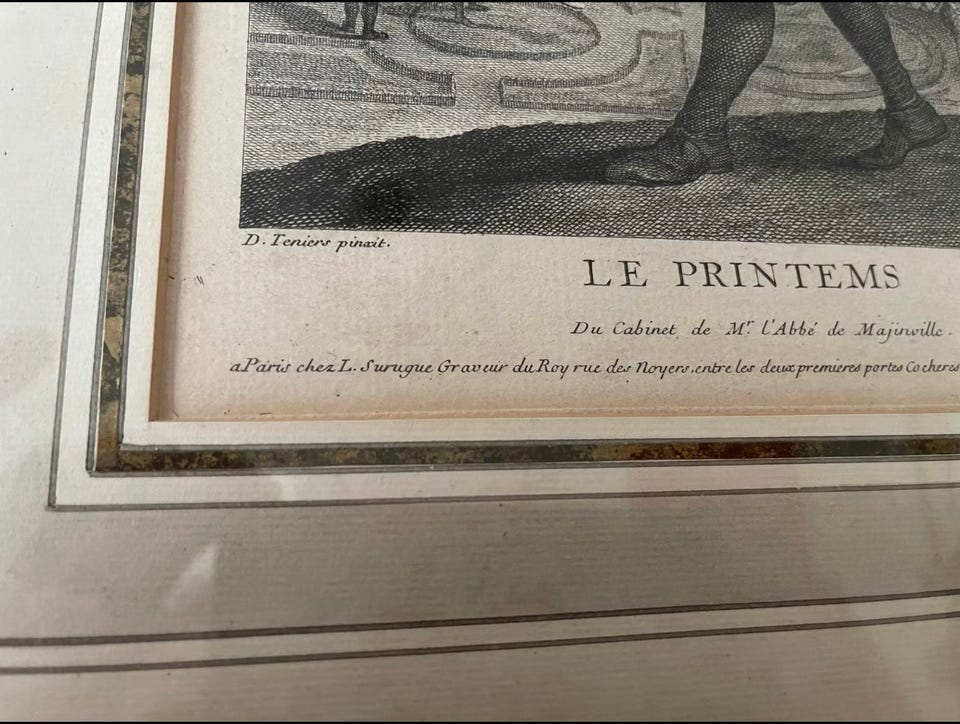 D. Teniers pinxit.
LE PRINTEMS
Du Cabinet de Mr. l'Abbé de Majinville.
a Paris chez L. Surugue Graveur du Roy rue des Noyers, entre les deux premieres portes Cocheres